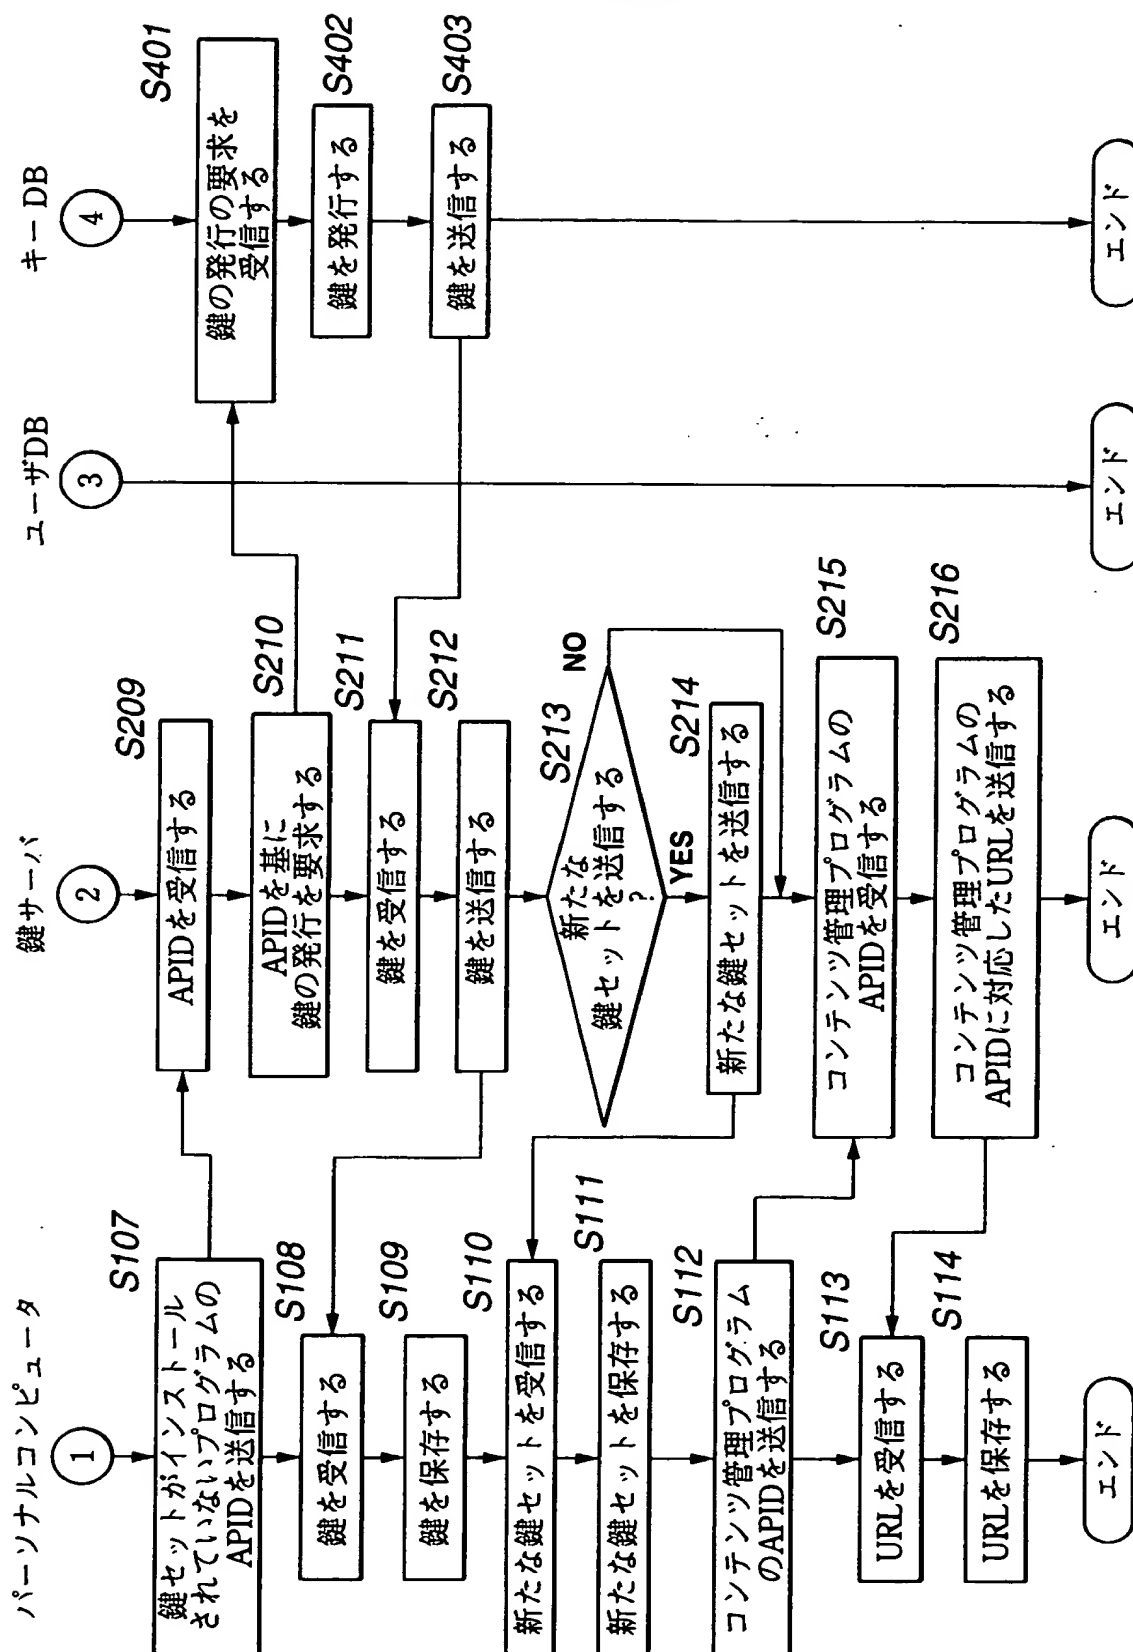 パーソナルコンピュータ
1
S107
鍵セットがインストール
されていないプログラムの
APIDを送信する
S108
鍵を受信する
S109
鍵を保存する
S110
新たな鍵セットを受信する
S111
新たな鍵セットを保存する
S112
コンテンツ管理プログラム
のAPIDを送信する
S113
URLを受信する
S114
URLを保存する
エンド
鍵サーバ
2
S209
APIDを受信する
S210
APIDを基に
鍵の発行を要求する
S211
鍵を受信する
S212
鍵を送信する
S213
新たな
鍵セットを送信する
?
NO
YES
S214
新たな鍵セットを送信する
S215
コンテンツ管理プログラムの
APIDを受信する
S216
コンテンツ管理プログラムの
APIDに対応したURLを送信する
エンド
ユーザDB
3
エンド
キーDB
4
S401
鍵の発行の要求を
受信する
S402
鍵を発行する
S403
鍵を送信する
エンド